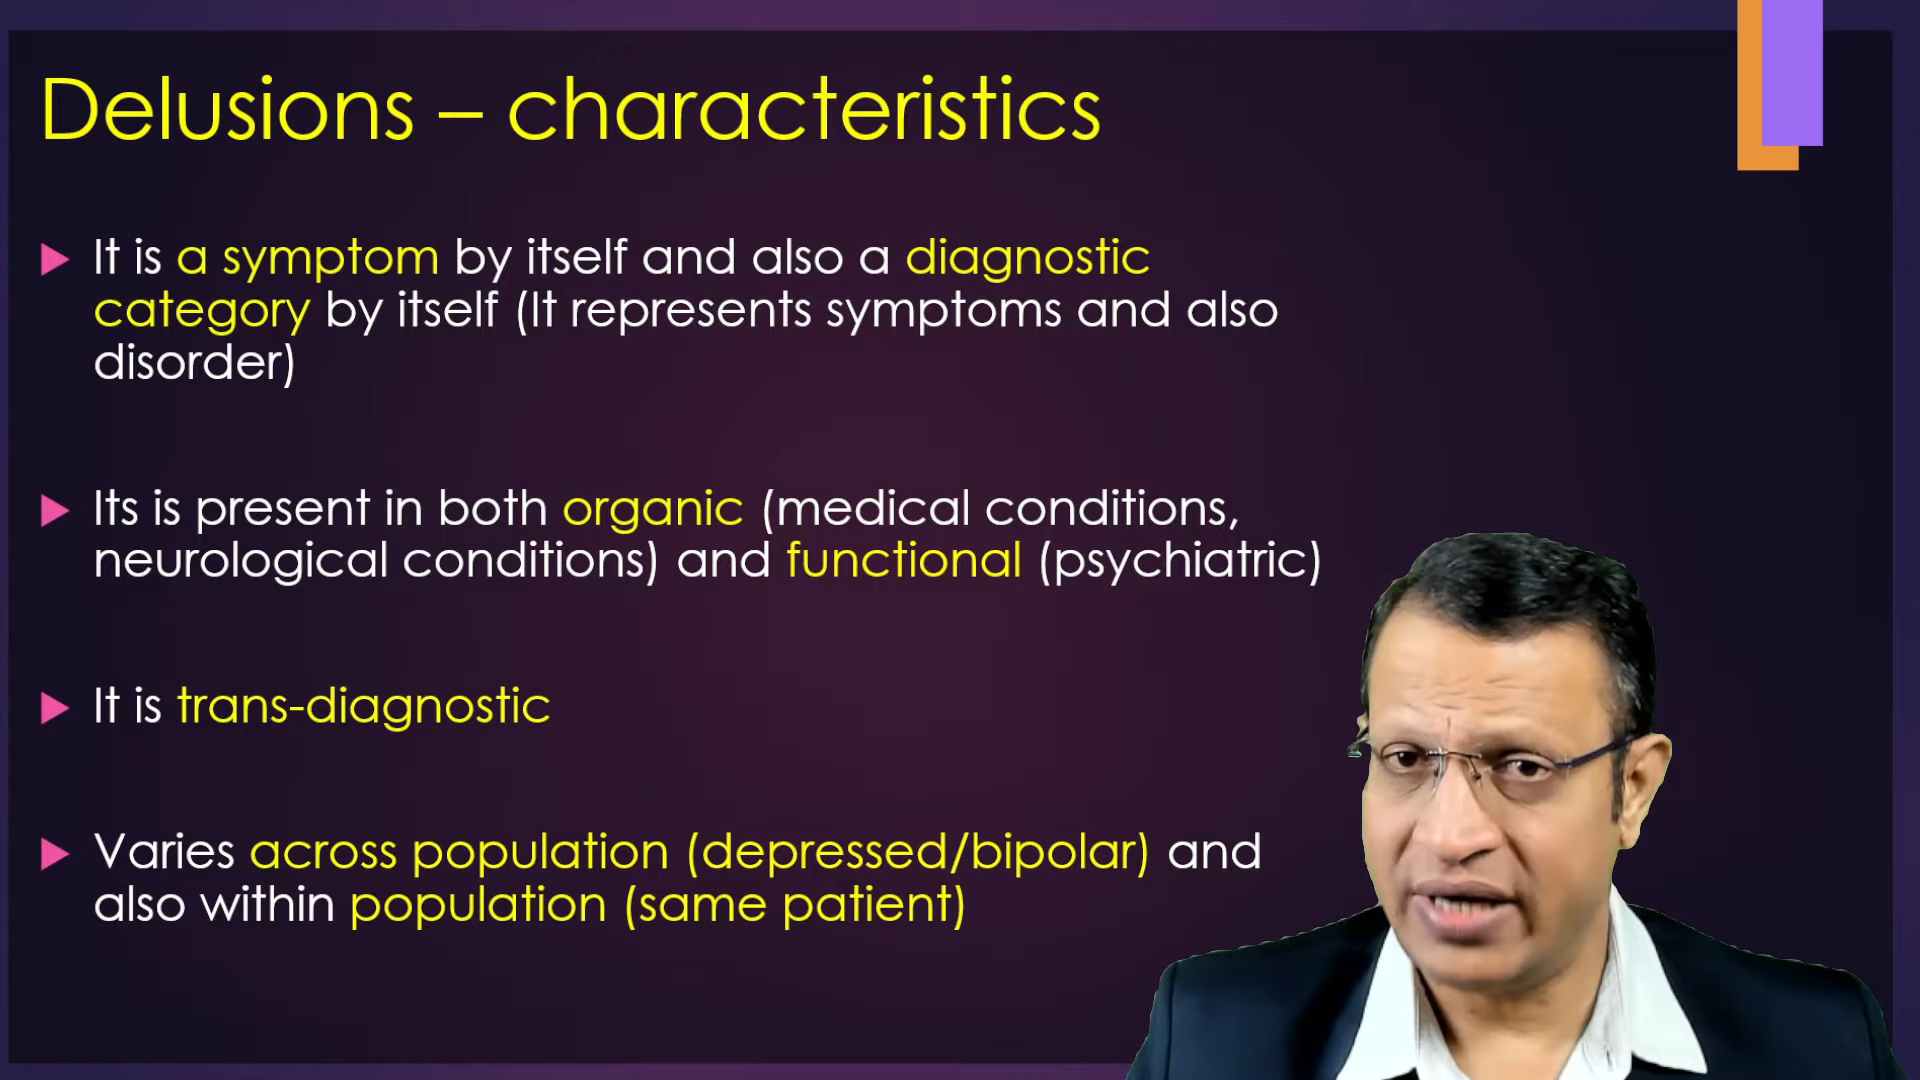 Delusions – characteristics
It is a symptom by itself and also a diagnostic
category by itself (It represents symptoms and also
disorder)
Its is present in both organic (medical conditions,
neurological conditions) and functional (psychiatric)
It is trans-diagnostic
Varies across population (depressed/bipolar) and
also within population (same patient)